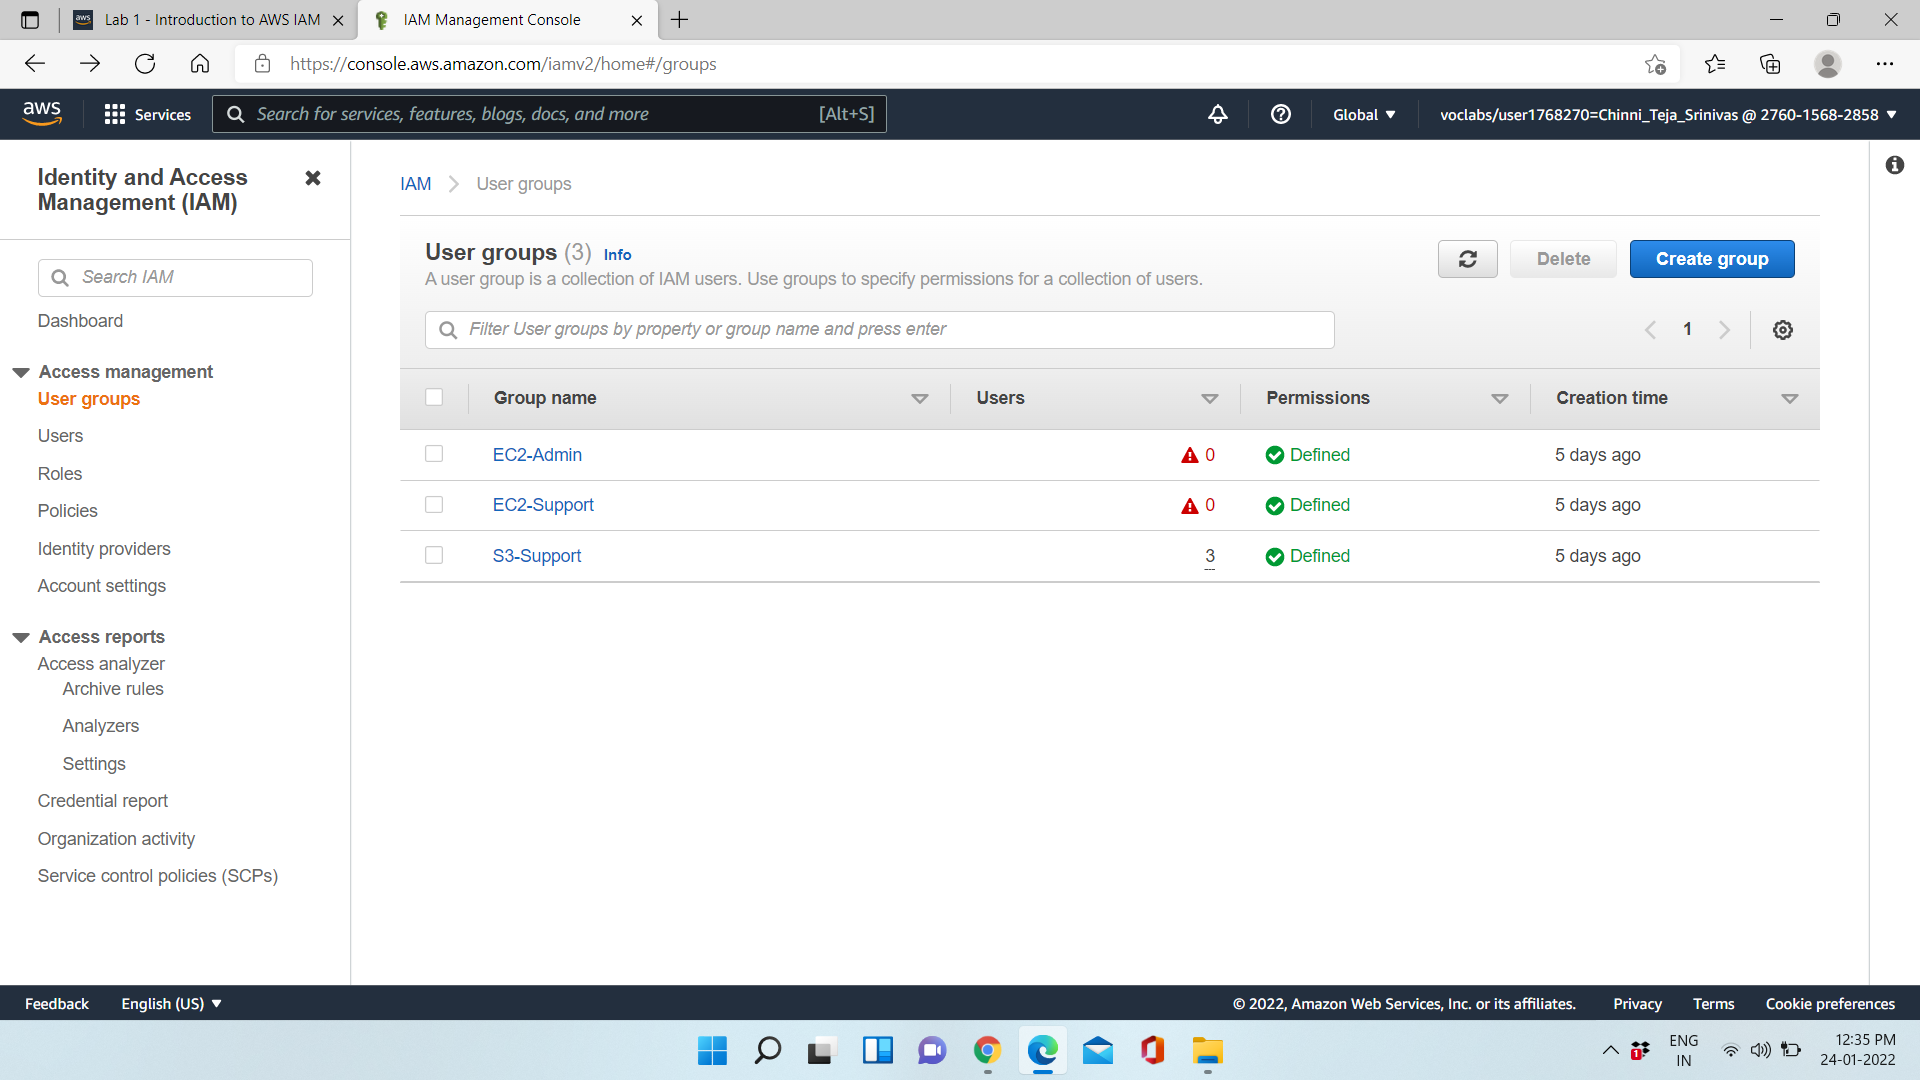 Lab 1 - Introduction to AWS IAM
IAM Management Console
https://console.aws.amazon.com/iamv2/home#/groups
aws
Services
Search for services, features, blogs, docs, and more
[Alt+S]
Global
voclabs/user1768270=Chinni_Teja_Srinivas @ 2760-1568-2858
Identity and Access
Management (IAM)
Search IAM
Dashboard
Access management
User groups
Users
Roles
Policies
Identity providers
Account settings
Access reports
Access analyzer
Archive rules
Analyzers
Settings
Credential report
Organization activity
Service control policies (SCPs)
IAM
User groups
User groups (3) Info
A user group is a collection of IAM users. Use groups to specify permissions for a collection of users.
Delete
Create group
Filter User groups by property or group name and press enter
1
Group name Users Permissions Creation time
EC2-Admin 0 Defined 5 days ago
EC2-Support 0 Defined 5 days ago
S3-Support 3 Defined 5 days ago
Feedback English (US)
© 2022, Amazon Web Services, Inc. or its affiliates. Privacy Terms Cookie preferences
1
ENG
IN
12:35 PM
24-01-2022